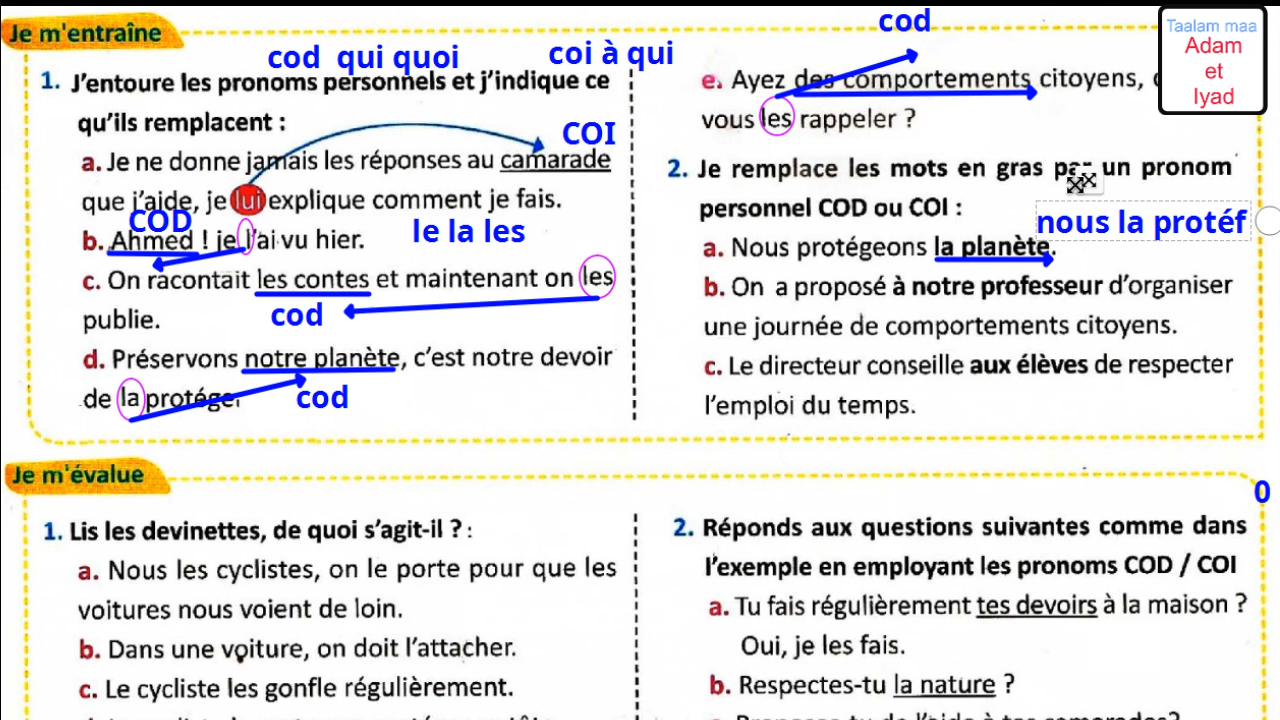 Je m'entraîne
cod qui quoi
coi à qui
1. J'entoure les pronoms personnels et j'indique ce
qu'ils remplacent :
COI
a. Je ne donne jamais les réponses au camarade
que j'aide, je lui explique comment je fais.
COD
le la les
b. Ahmed ! je l'ai vu hier.
c. On racontait les contes et maintenant on les
cod
publie.
d. Préservons notre planète, c'est notre devoir
de la protéger
cod
cod
Taalam maa
Adam
et
Iyad
e. Ayez des comportements citoyens,
vous les rappeler ?
2. Je remplace les mots en gras par un pronom
personnel COD ou COI :
nous la protéf
a. Nous protégeons la planète.
b. On a proposé à notre professeur d'organiser
une journée de comportements citoyens.
c. Le directeur conseille aux élèves de respecter
l'emploi du temps.
Je m'évalue
0
1. Lis les devinettes, de quoi s'agit-il ? :
a. Nous les cyclistes, on le porte pour que les
voitures nous voient de loin.
b. Dans une voiture, on doit l'attacher.
c. Le cycliste les gonfle régulièrement.
2. Réponds aux questions suivantes comme dans
l'exemple en employant les pronoms COD / COI
a. Tu fais régulièrement tes devoirs à la maison ?
Oui, je les fais.
b. Respectes-tu la nature ?